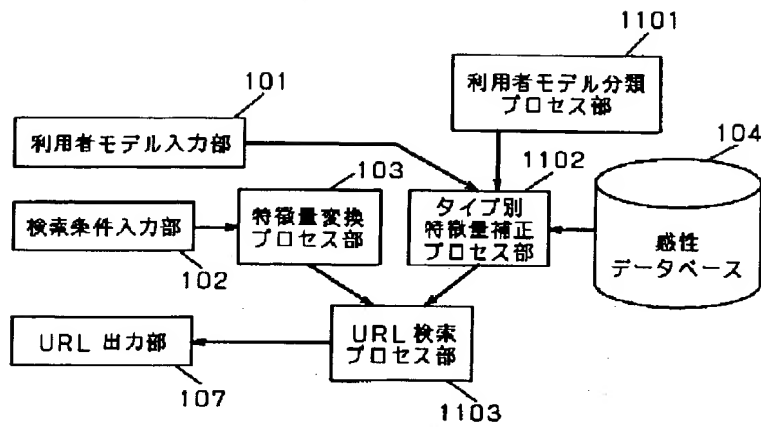 1101
利用者モデル分類
プロセス部
101
利用者モデル入力部
103
1102
104
検索条件入力部
102
特徴量変換
プロセス部
タイプ別
特徴量補正
プロセス部
感性
データベース
URL 出力部
107
URL 検索
プロセス部
1103